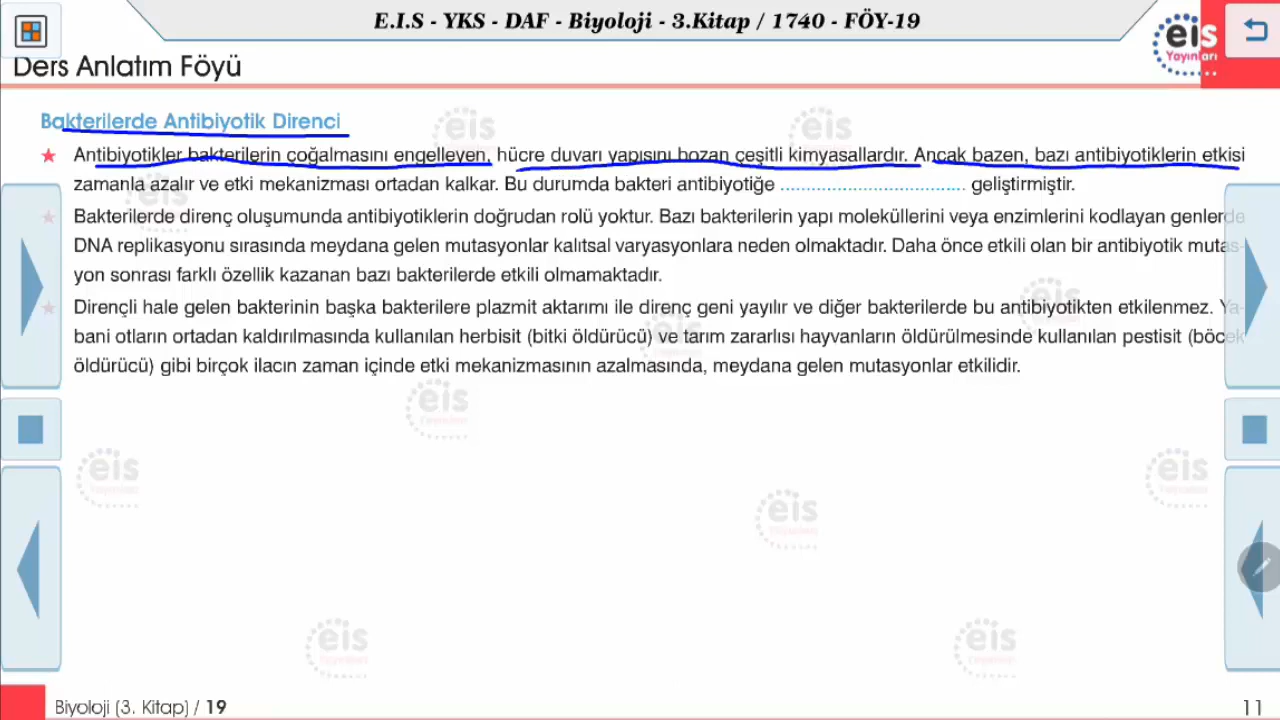 E.I.S - YKS - DAF - Biyoloji - 3.Kitap / 1740 - FÖY-19
eis
Yayınları
Ders Anlatım Föyü
Bakterilerde Antibiyotik Direnci
★ Antibiyotikler bakterilerin çoğalmasını engelleyen, hücre duvarı yapısını bozan çeşitli kimyasallardır. Ancak bazen, bazı antibiyotiklerin etkisi
zamanla azalır ve etki mekanizması ortadan kalkar. Bu durumda bakteri antibiyotiğe .................................. geliştirmiştir.
★ Bakterilerde direnç oluşumunda antibiyotiklerin doğrudan rolü yoktur. Bazı bakterilerin yapı moleküllerini veya enzimlerini kodlayan genlerde
DNA replikasyonu sırasında meydana gelen mutasyonlar kalıtsal varyasyonlara neden olmaktadır. Daha önce etkili olan bir antibiyotik mutas-
yon sonrası farklı özellik kazanan bazı bakterilerde etkili olmamaktadır.
★ Dirençli hale gelen bakterinin başka bakterilere plazmit aktarımı ile direnç geni yayılır ve diğer bakterilerde bu antibiyotikten etkilenmez. Ya-
bani otların ortadan kaldırılmasında kullanılan herbisit (bitki öldürücü) ve tarım zararlısı hayvanların öldürülmesinde kullanılan pestisit (böcek
öldürücü) gibi birçok ilacın zaman içinde etki mekanizmasının azalmasında, meydana gelen mutasyonlar etkilidir.
Biyoloji (3. Kitap) / 19
11